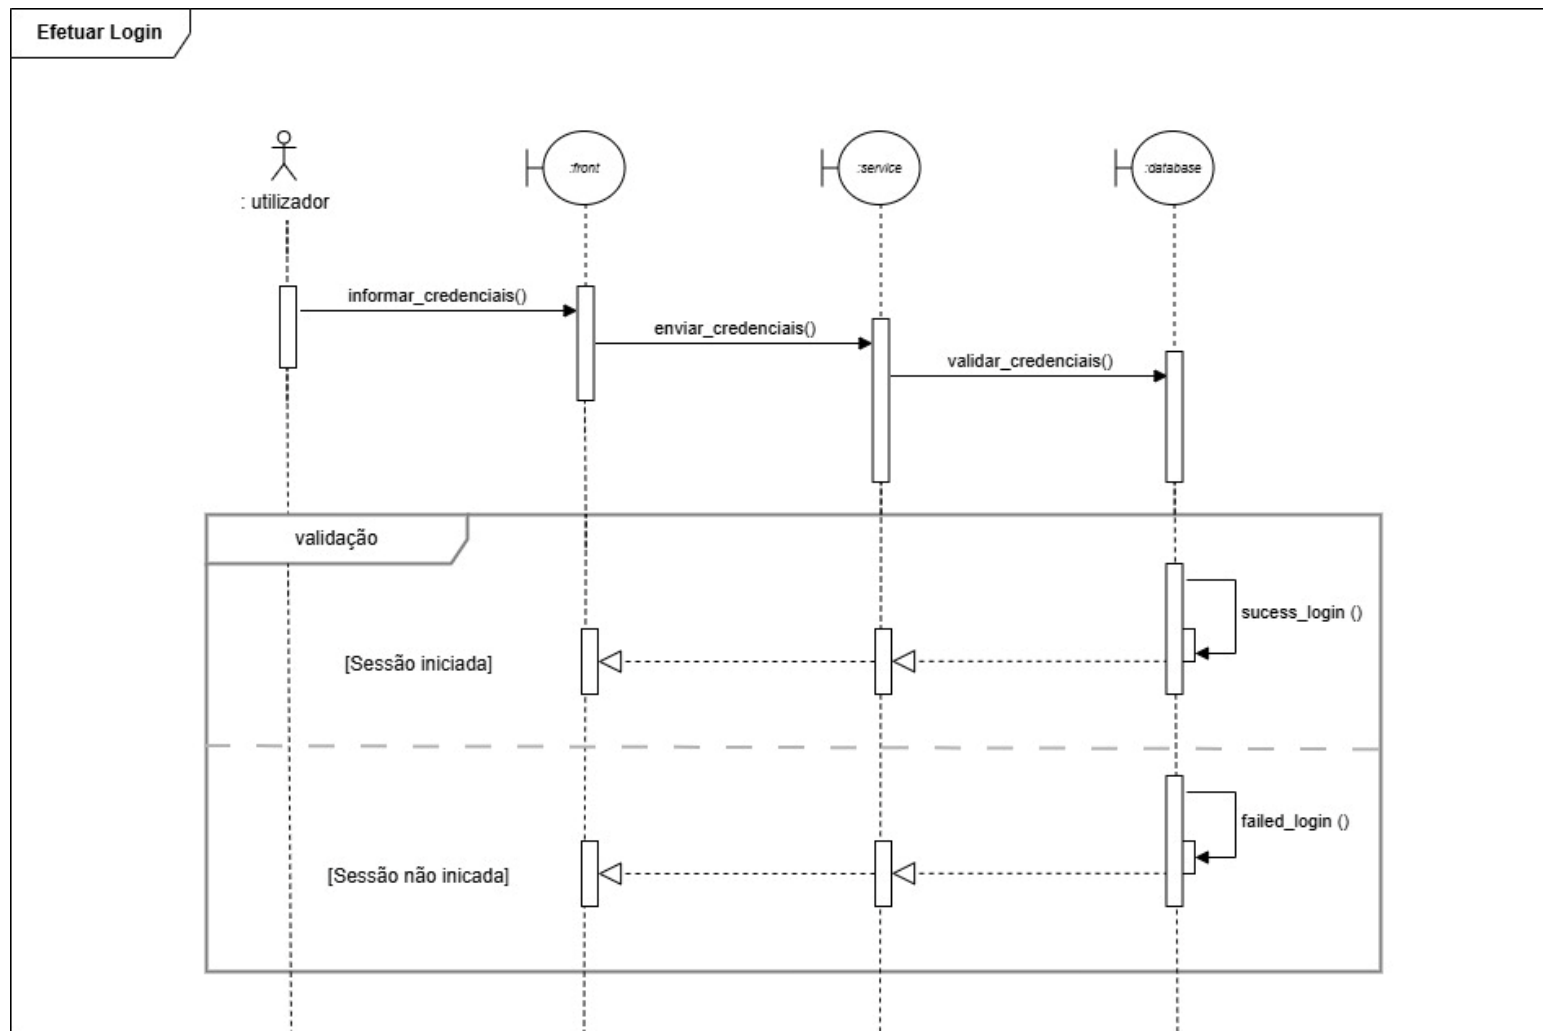 Efetuar Login
: utilizador
:front
:service
:database
informar_credenciais()
enviar_credenciais()
validar_credenciais()
validação
sucess_login ()
[Sessão iniciada]
failed_login ()
[Sessão não inicada]